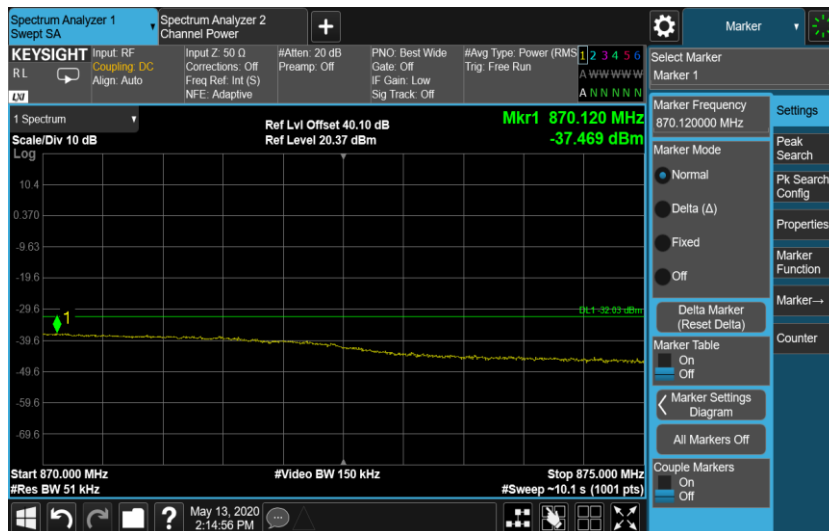 Spectrum Analyzer 1
Swept SA
Spectrum Analyzer 2
Channel Power
+
Marker
KEYSIGHT
RL
LXI
Input: RF
Coupling: DC
Align: Auto
Input Z: 50 Ω
Corrections: Off
Freq Ref: Int (S)
NFE: Adaptive
#Atten: 20 dB
Preamp: Off
PNO: Best Wide
Gate: Off
IF Gain: Low
Sig Track: Off
#Avg Type: Power (RMS
Trig: Free Run
1 2 3 4 5 6
A W W W W W
A N N N N N
Select Marker
Marker 1
1 Spectrum
Scale/Div 10 dB
Log
Ref Lvl Offset 40.10 dB
Ref Level 20.37 dBm
Mkr1 870.120 MHz
-37.469 dBm
10.4
0.370
-9.63
-19.6
-29.6
-39.6
-49.6
-59.6
-69.6
1
DL1 -32.03 dBm
Start 870.000 MHz
#Res BW 51 kHz
#Video BW 150 kHz
Stop 875.000 MHz
#Sweep ~10.1 s (1001 pts)
Marker Frequency
870.120000 MHz
Marker Mode
Normal
Delta (Δ)
Fixed
Off
Delta Marker
(Reset Delta)
Marker Table
On
Off
Marker Settings
Diagram
All Markers Off
Couple Markers
On
Off
Settings
Peak
Search
Pk Search
Config
Properties
Marker
Function
Marker→
Counter
?
May 13, 2020
2:14:56 PM